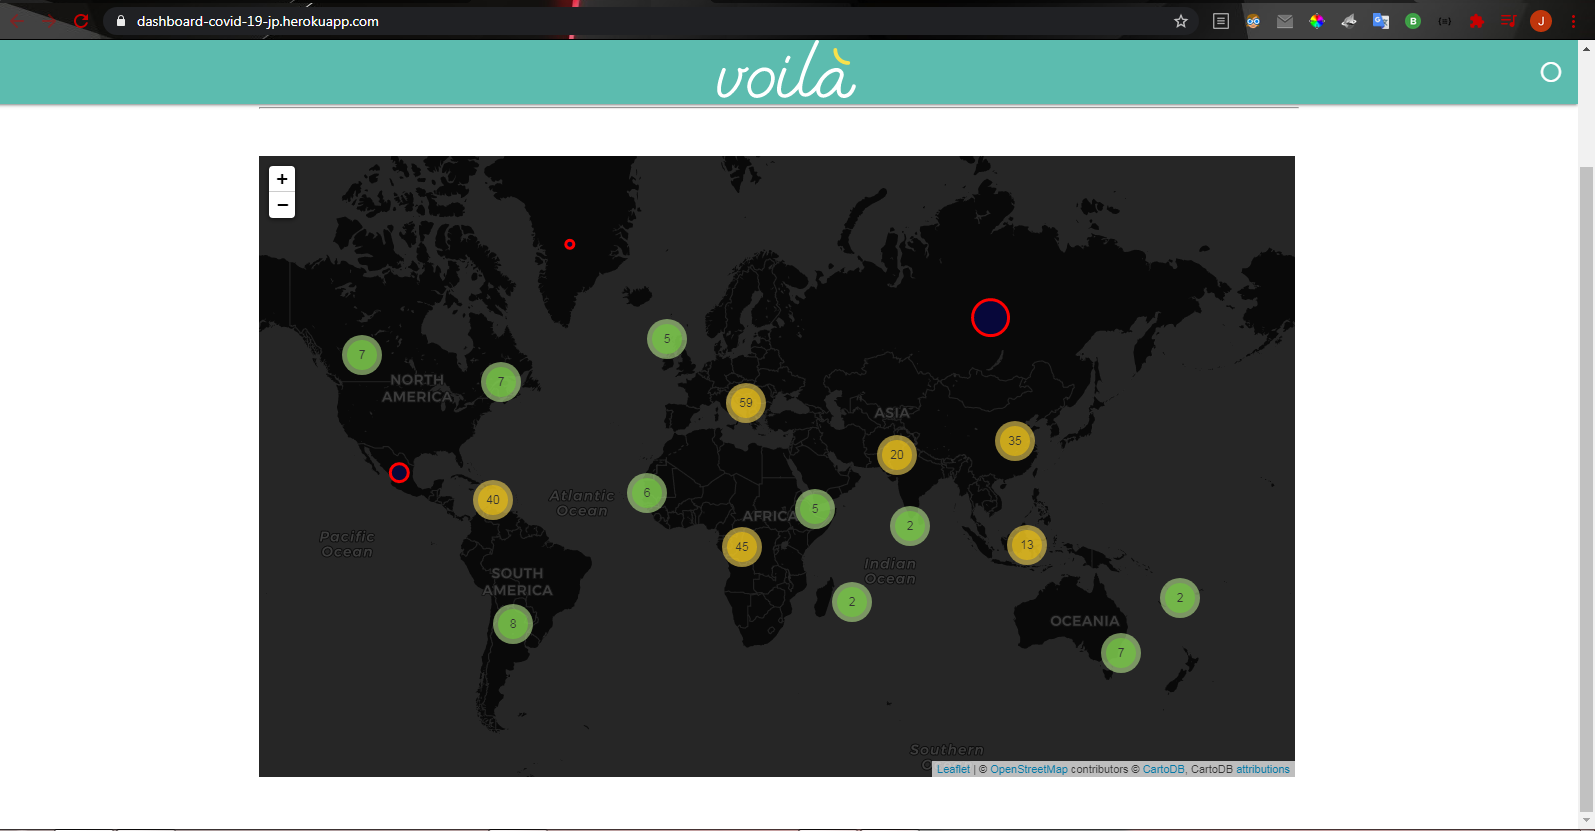 dashboard-covid-19-jp.herokuapp.com
B
J
voilà
+
−
5
7
7
NORTH
AMERICA
59
ASIA
35
20
40
6
Atlantic
Ocean
5
AFRICA
2
Pacific
Ocean
45
13
Indian
Ocean
SOUTH
AMERICA
2
2
8
OCEANIA
7
Southern
Leaflet | © OpenStreetMap contributors © CartoDB, CartoDB attributions